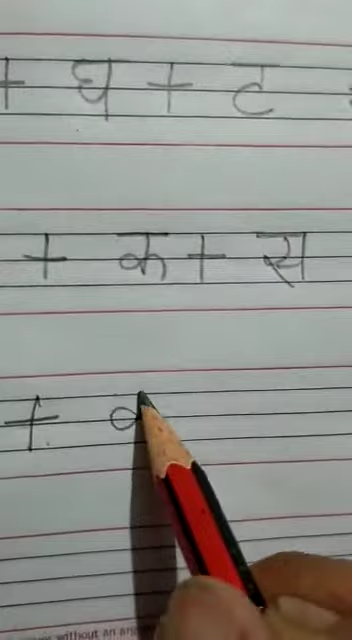 + घ + ट
+ क + स
+
without an